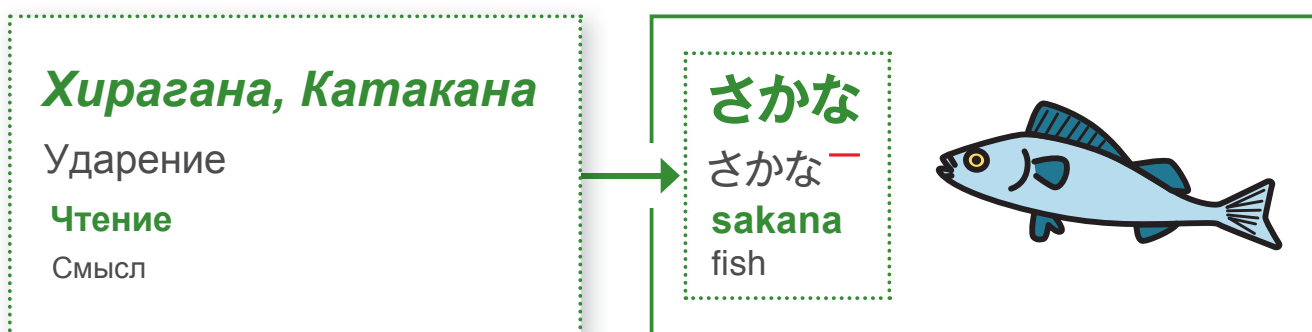 Хирагана, Катакана
Ударение
Чтение
Смысл
さかな
さかな
sakana
fish